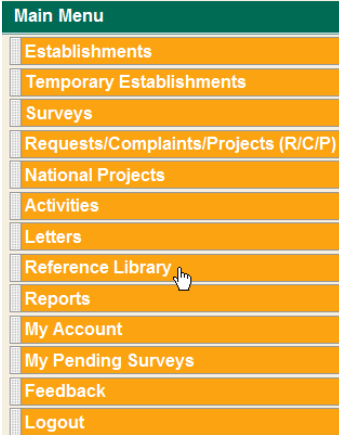 Main Menu
Establishments
Temporary Establishments
Surveys
Requests/Complaints/Projects (R/C/P)
National Projects
Activities
Letters
Reference Library
Reports
My Account
My Pending Surveys
Feedback
Logout